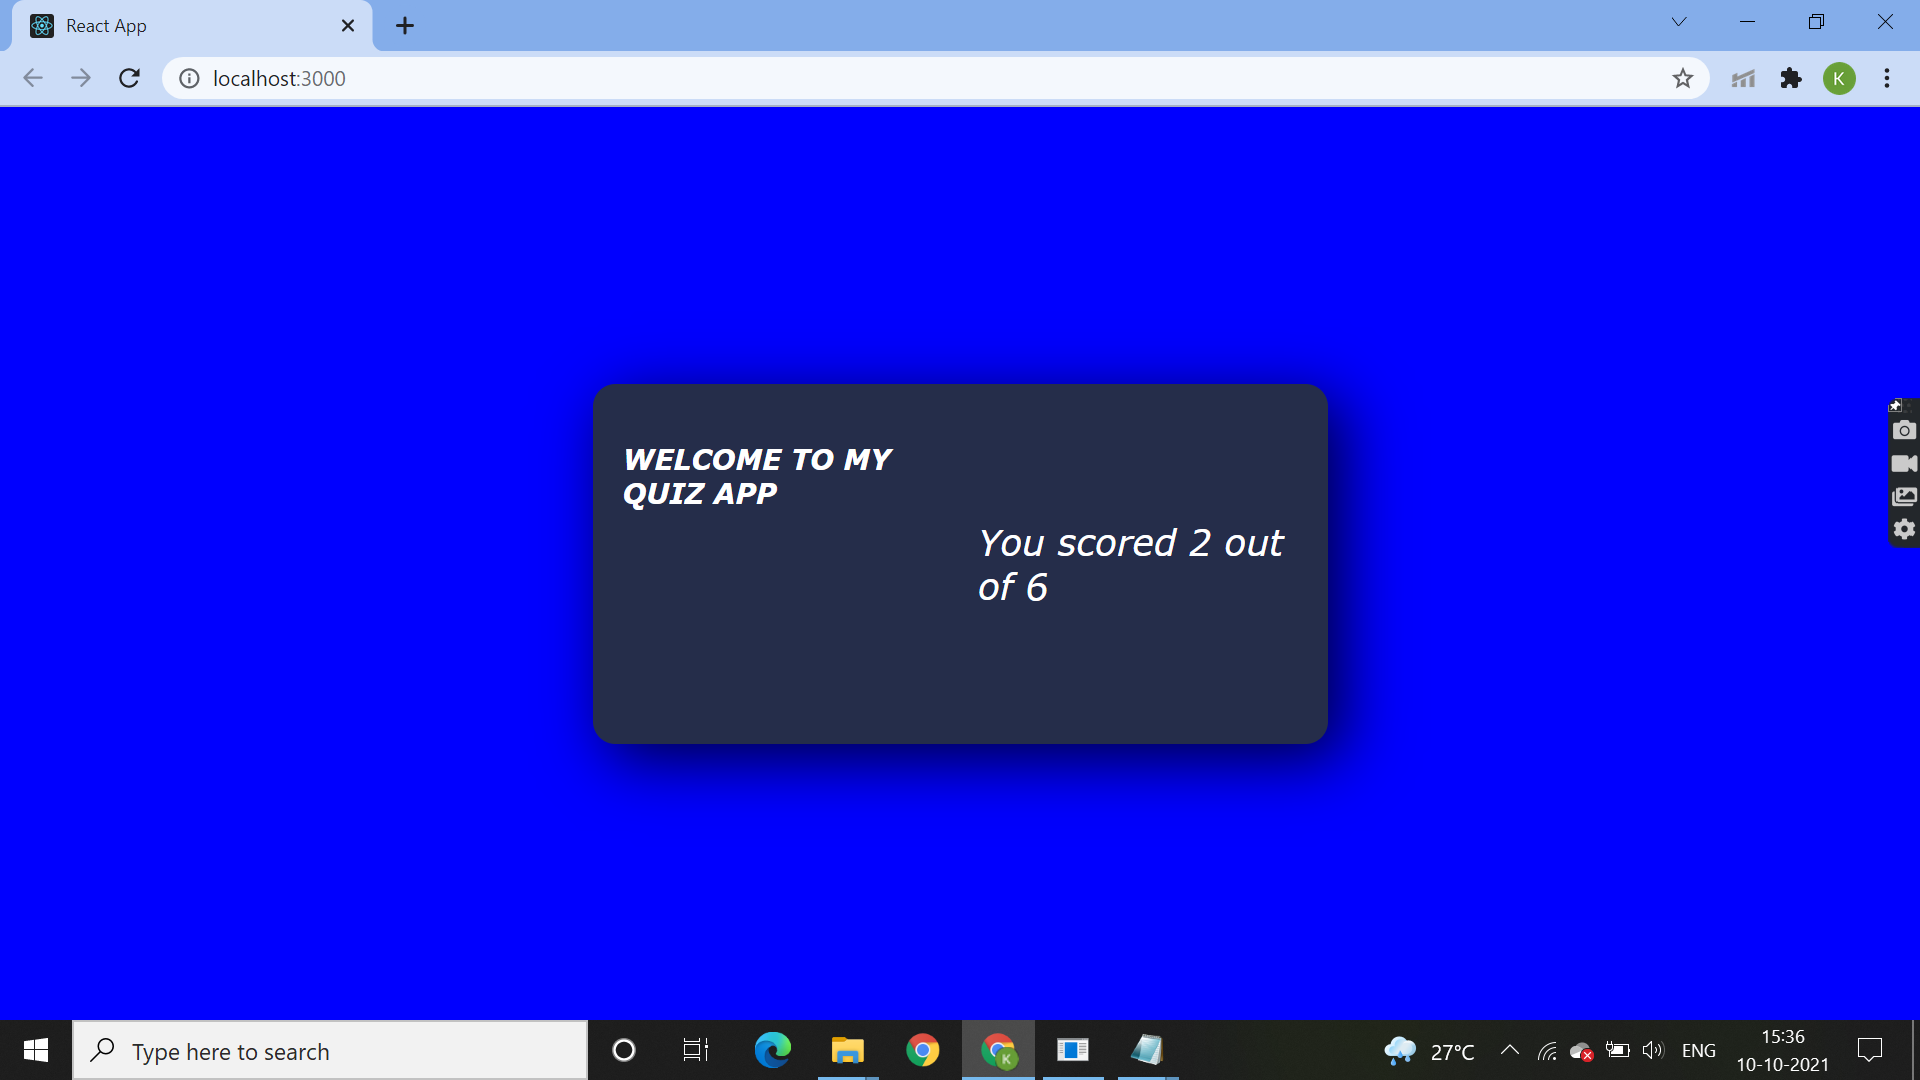 React App
localhost:3000
K
WELCOME TO MY
QUIZ APP
You scored 2 out
of 6
Type here to search
K
27°C
ENG
15:36
10-10-2021